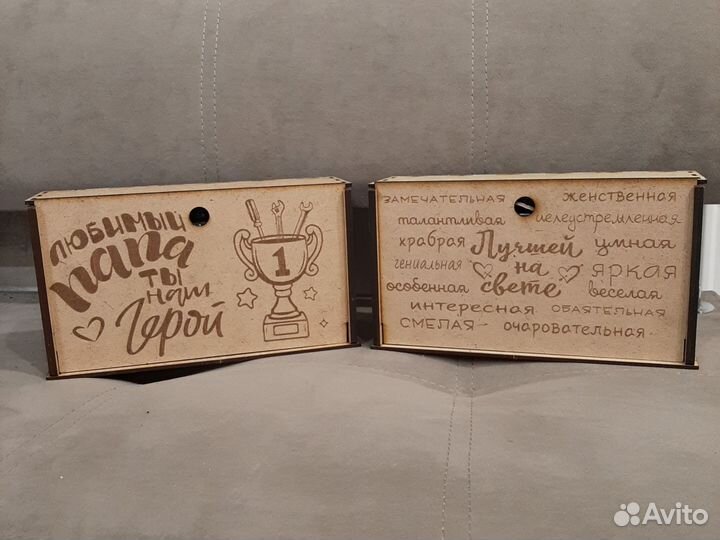 ЛЮБИМЫЙ
папа
ТЫ
НАШ
Герой
1
ЗАМЕЧАТЕЛЬНАЯ женственная
талантливая целеустремленная
храбрая Лучшей умная
гениальная на яркая
особенная свете веселая
интересная ОБАЯТЕЛЬНАЯ
СМЕЛАЯ очаровательная
Avito